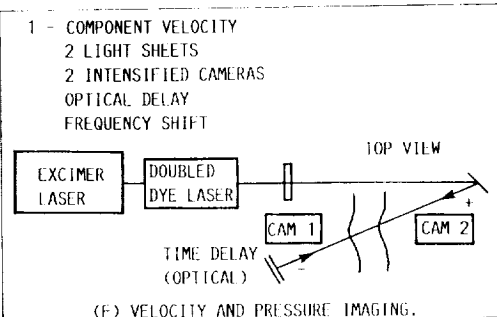 1 - COMPONENT VELOCITY
2 LIGHT SHEETS
2 INTENSIFIED CAMERAS
OPTICAL DELAY
FREQUENCY SHIFT
TOP VIEW
EXCIMER
LASER
DOUBLED
DYE LASER
CAM 1
CAM 2
+
TIME DELAY
(OPTICAL)
-
(F) VELOCITY AND PRESSURE IMAGING.